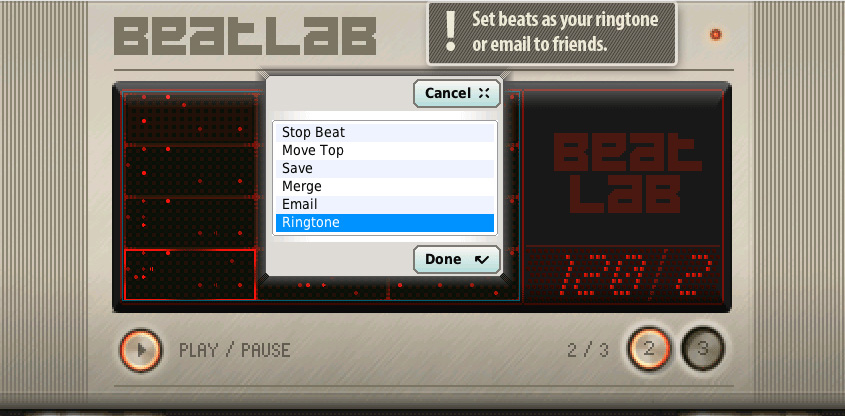 BeatLab
! Set beats as your ringtone
or email to friends.
Cancel
Stop Beat
Move Top
Save
Merge
Email
Ringtone
Done
Beat
Lab
120/2
PLAY / PAUSE
2 / 3
2
3